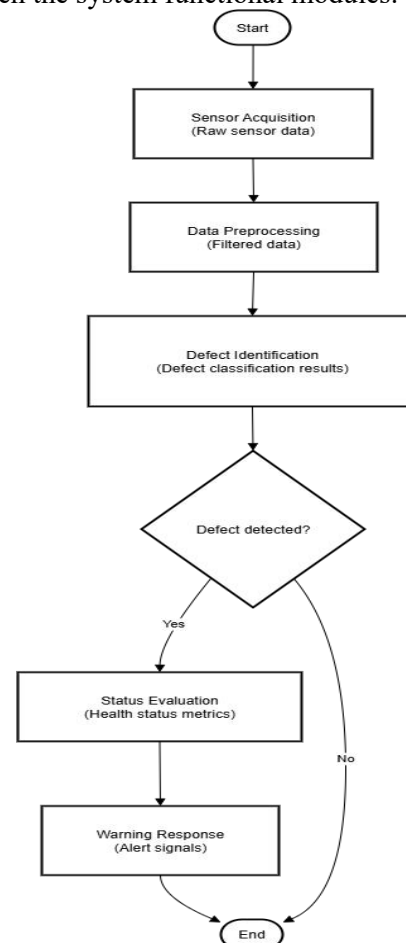 the system functional modules.
Start
Sensor Acquisition
(Raw sensor data)
Data Preprocessing
(Filtered data)
Defect Identification
(Defect classification results)
Defect detected?
Yes
Status Evaluation
(Health status metrics)
No
Warning Response
(Alert signals)
End